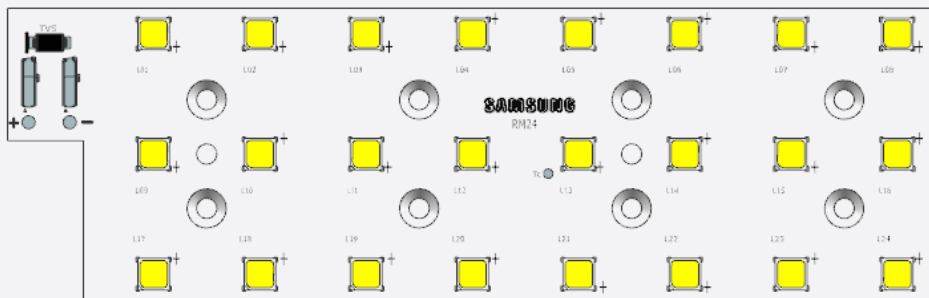 TVS
L01 L02 L03 L04 L05 L06 L07 L08
SAMSUNG
RM24
+ −
Tc
L09 L10 L11 L12 L13 L14 L15 L16
L17 L18 L19 L20 L21 L22 L23 L24